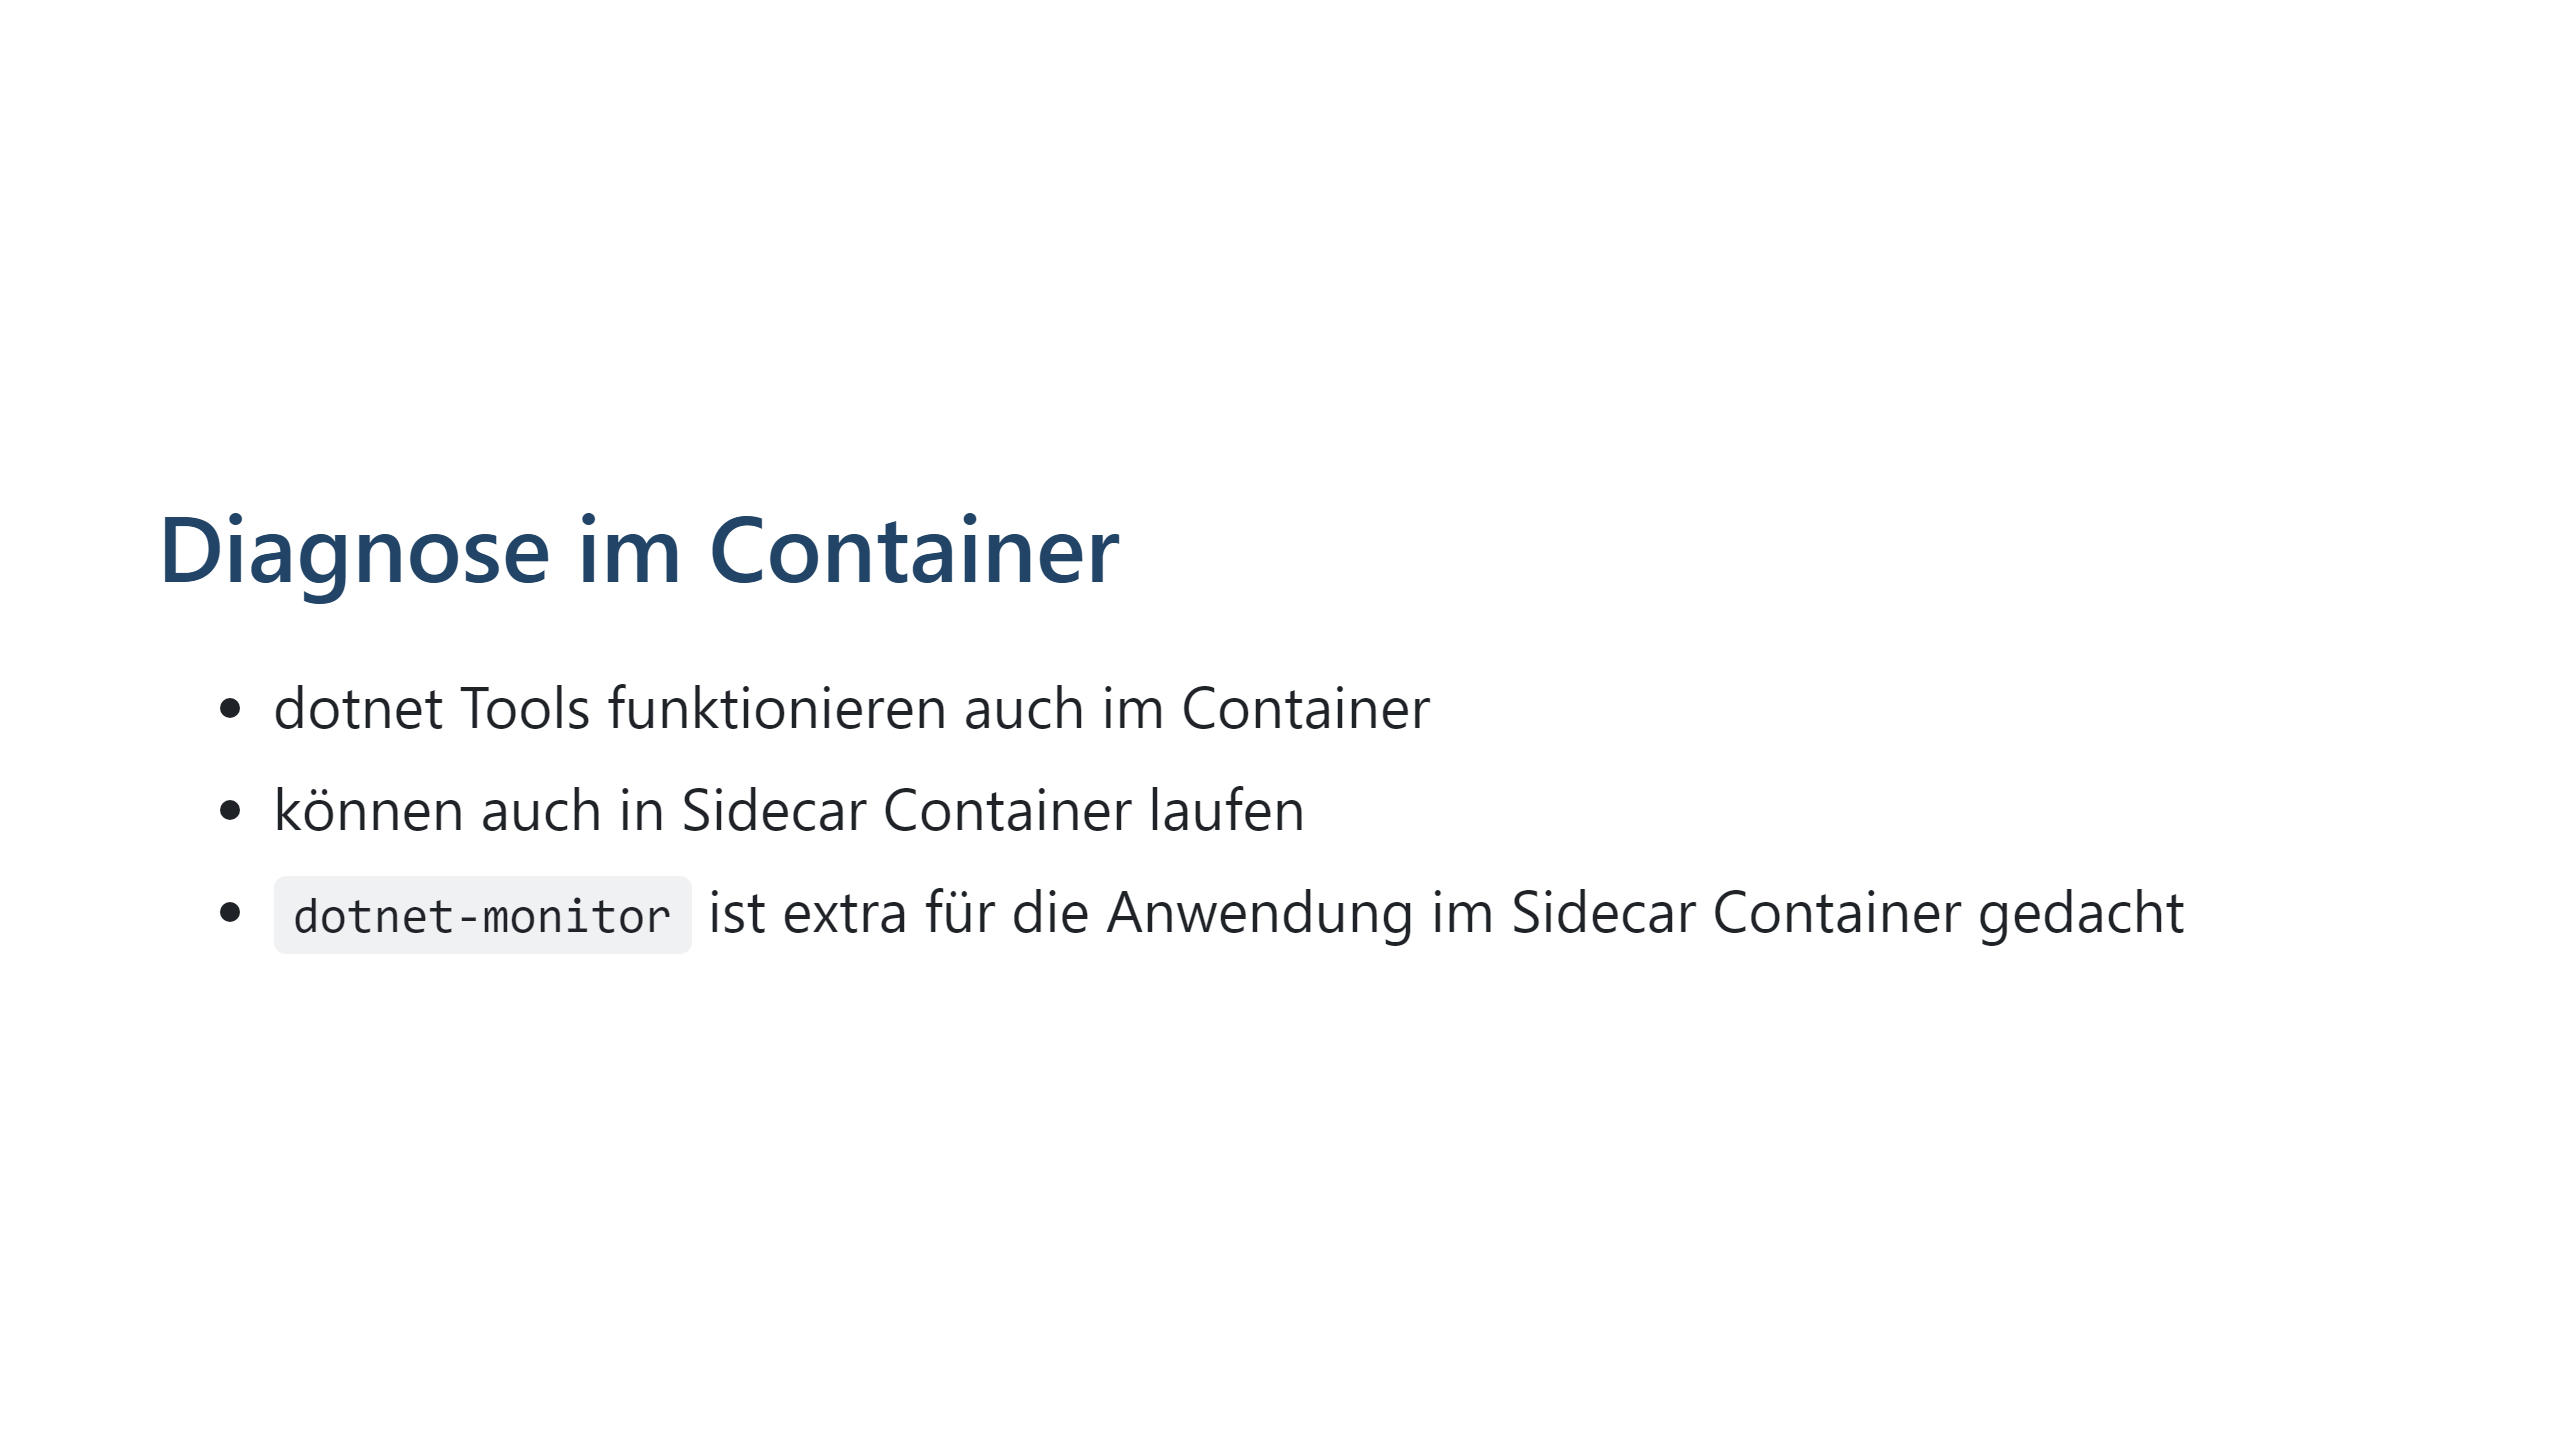 Diagnose im Container
dotnet Tools funktionieren auch im Container
können auch in Sidecar Container laufen
dotnet-monitor ist extra für die Anwendung im Sidecar Container gedacht